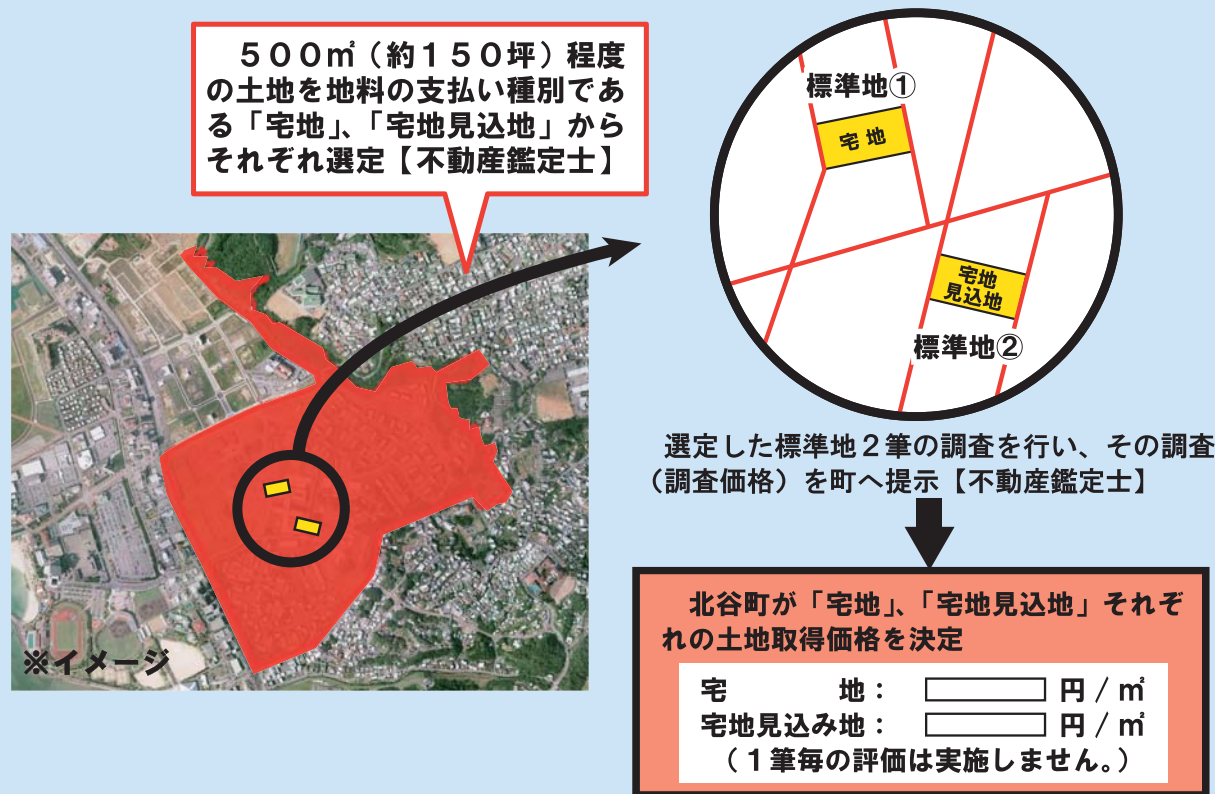 ５００㎡（約１５０坪）程度
の土地を地料の支払い種別であ
る「宅地」、「宅地見込地」から
それぞれ選定【不動産鑑定士】
標準地①
宅地
宅地
見込地
標準地②
※イメージ
選定した標準地２筆の調査を行い、その調査
（調査価格）を町へ提示【不動産鑑定士】
北谷町が「宅地」、「宅地見込地」それぞ
れの土地取得価格を決定
宅　　　　地： 円／㎡
宅地見込み地： 円／㎡
（１筆毎の評価は実施しません。）